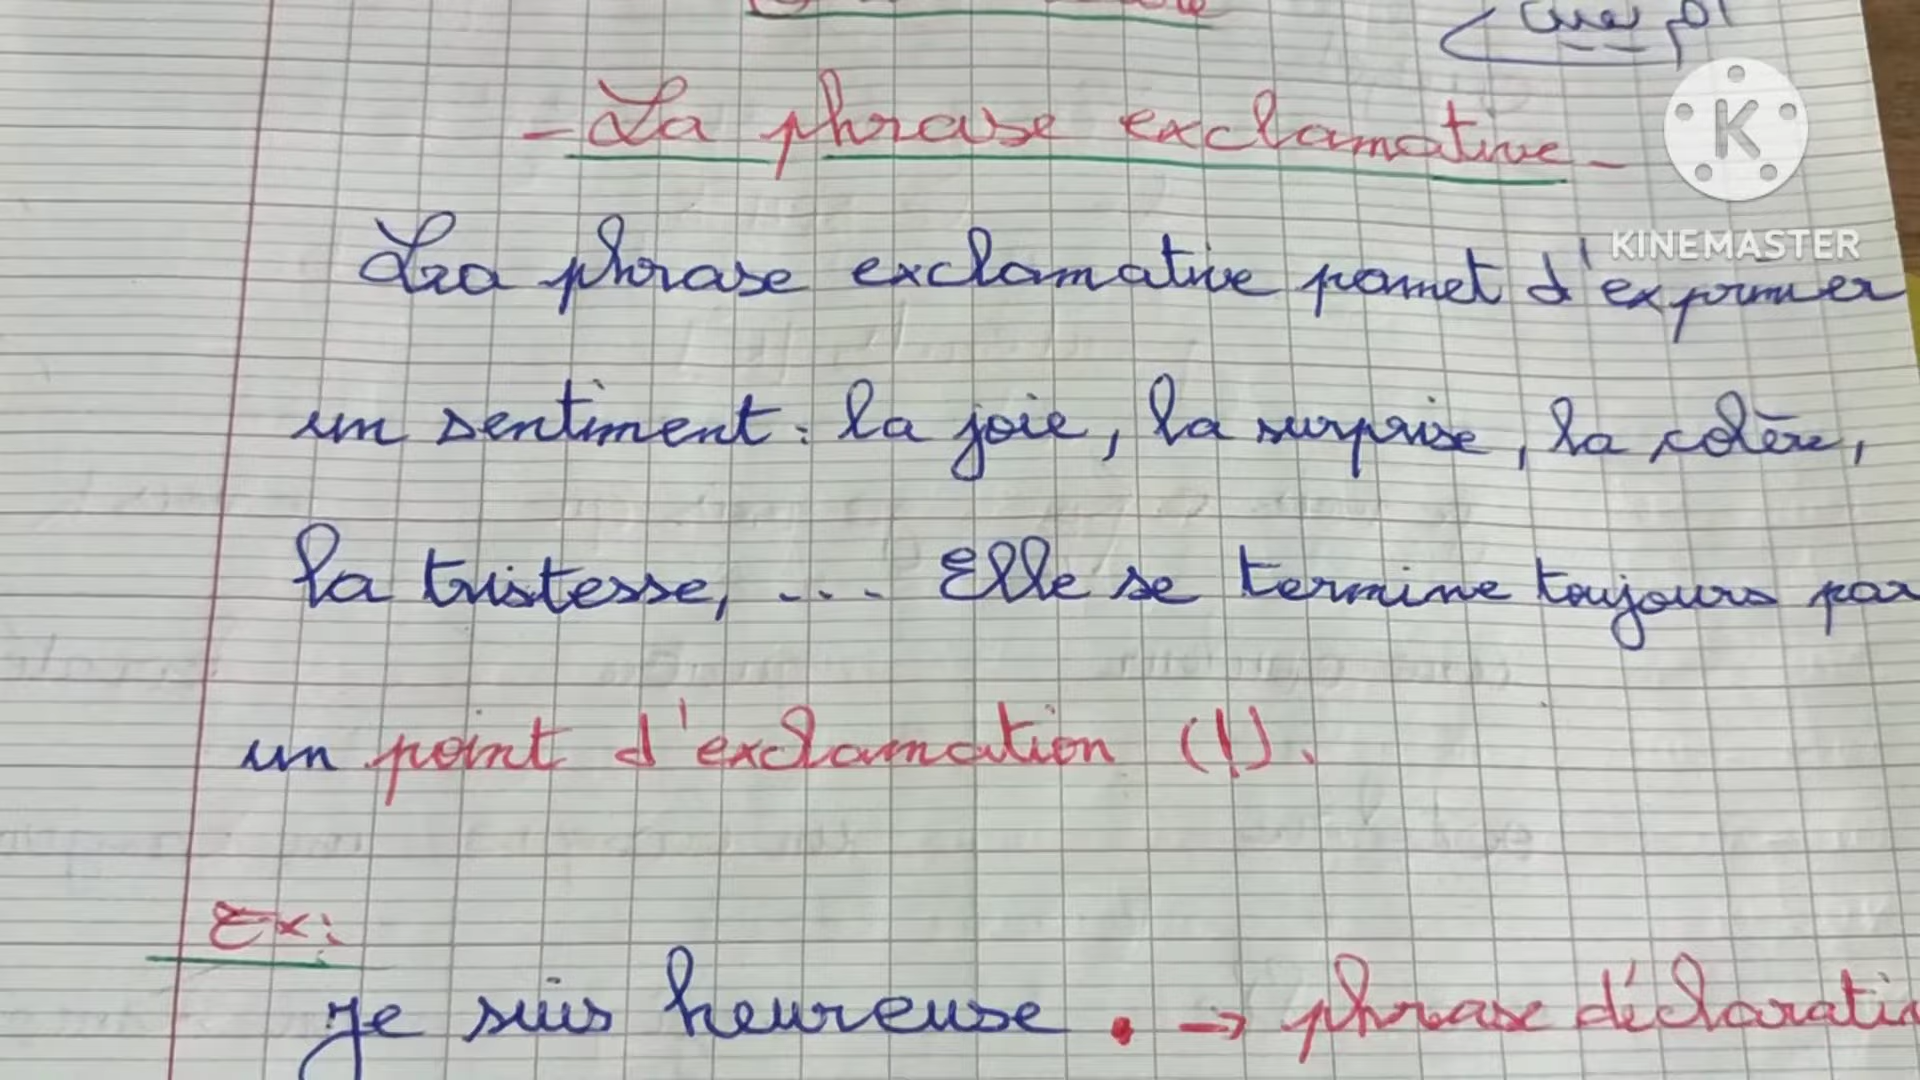 - La phrase exclamative -
KINEMASTER
La phrase exclamative permet d'exprimer
un sentiment : la joie, la surprise, la colère,
la tristesse, ... Elle se termine toujours par
un point d'exclamation (!).
Ex:
je suis heureuse . → phrase déclarati